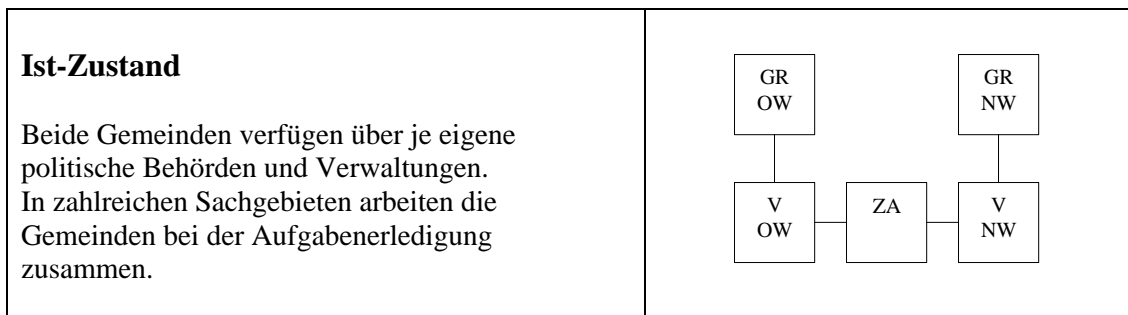 Ist-Zustand
Beide Gemeinden verfügen über je eigene
politische Behörden und Verwaltungen.
In zahlreichen Sachgebieten arbeiten die
Gemeinden bei der Aufgabenerledigung
zusammen.
GR
OW
GR
NW
V
OW
ZA
V
NW